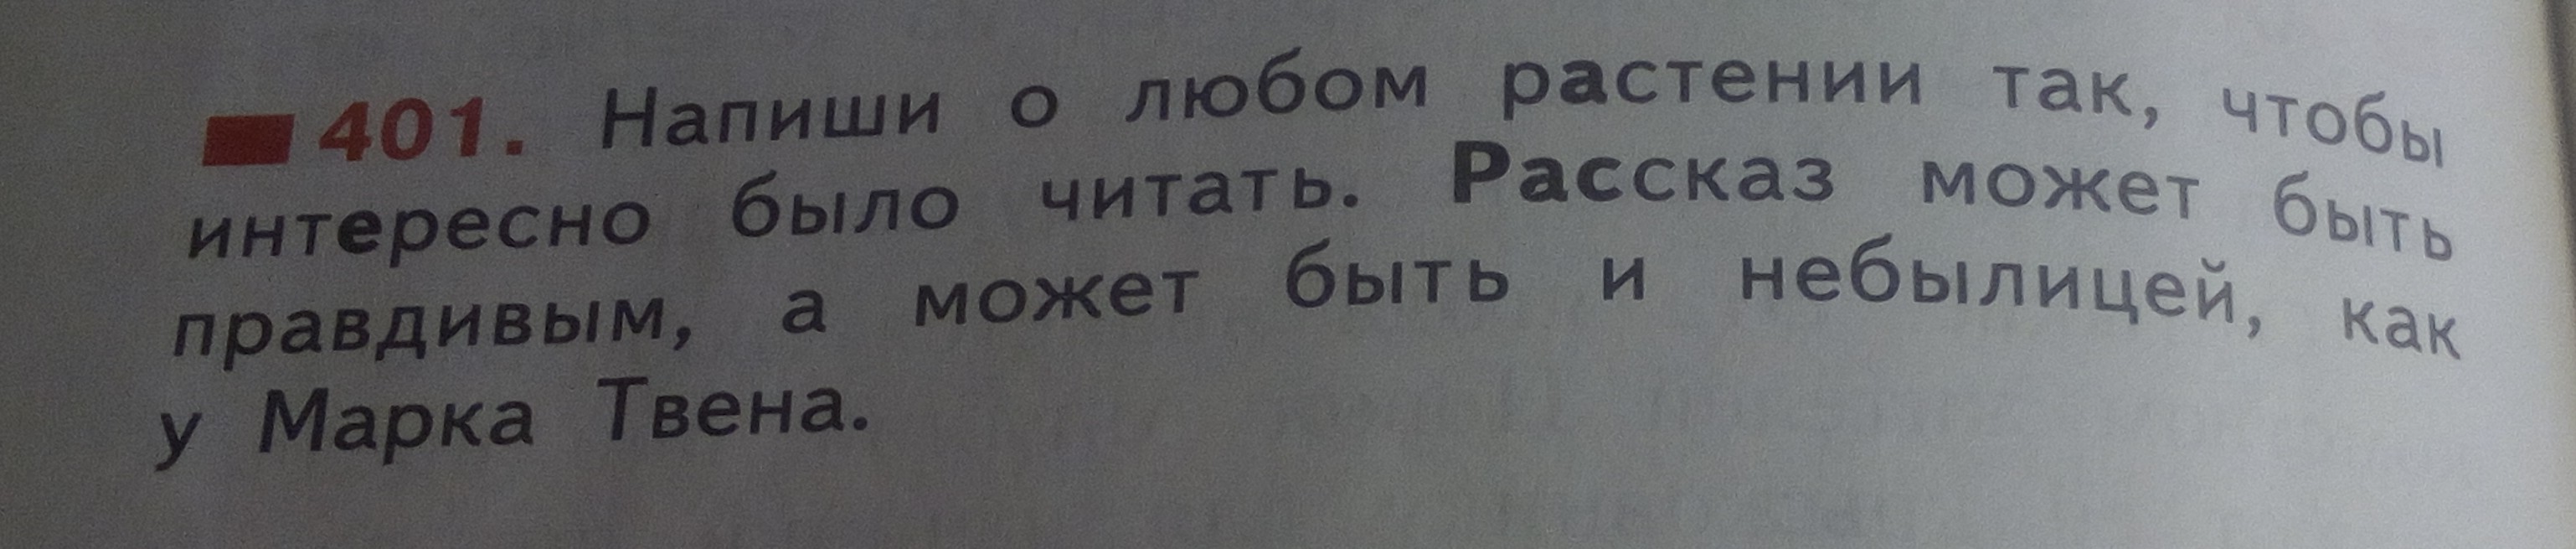 401. Напиши о любом растении так, чтобы
интересно было читать. Рассказ может быть
правдивым, а может быть и небылицей, как
у Марка Твена.